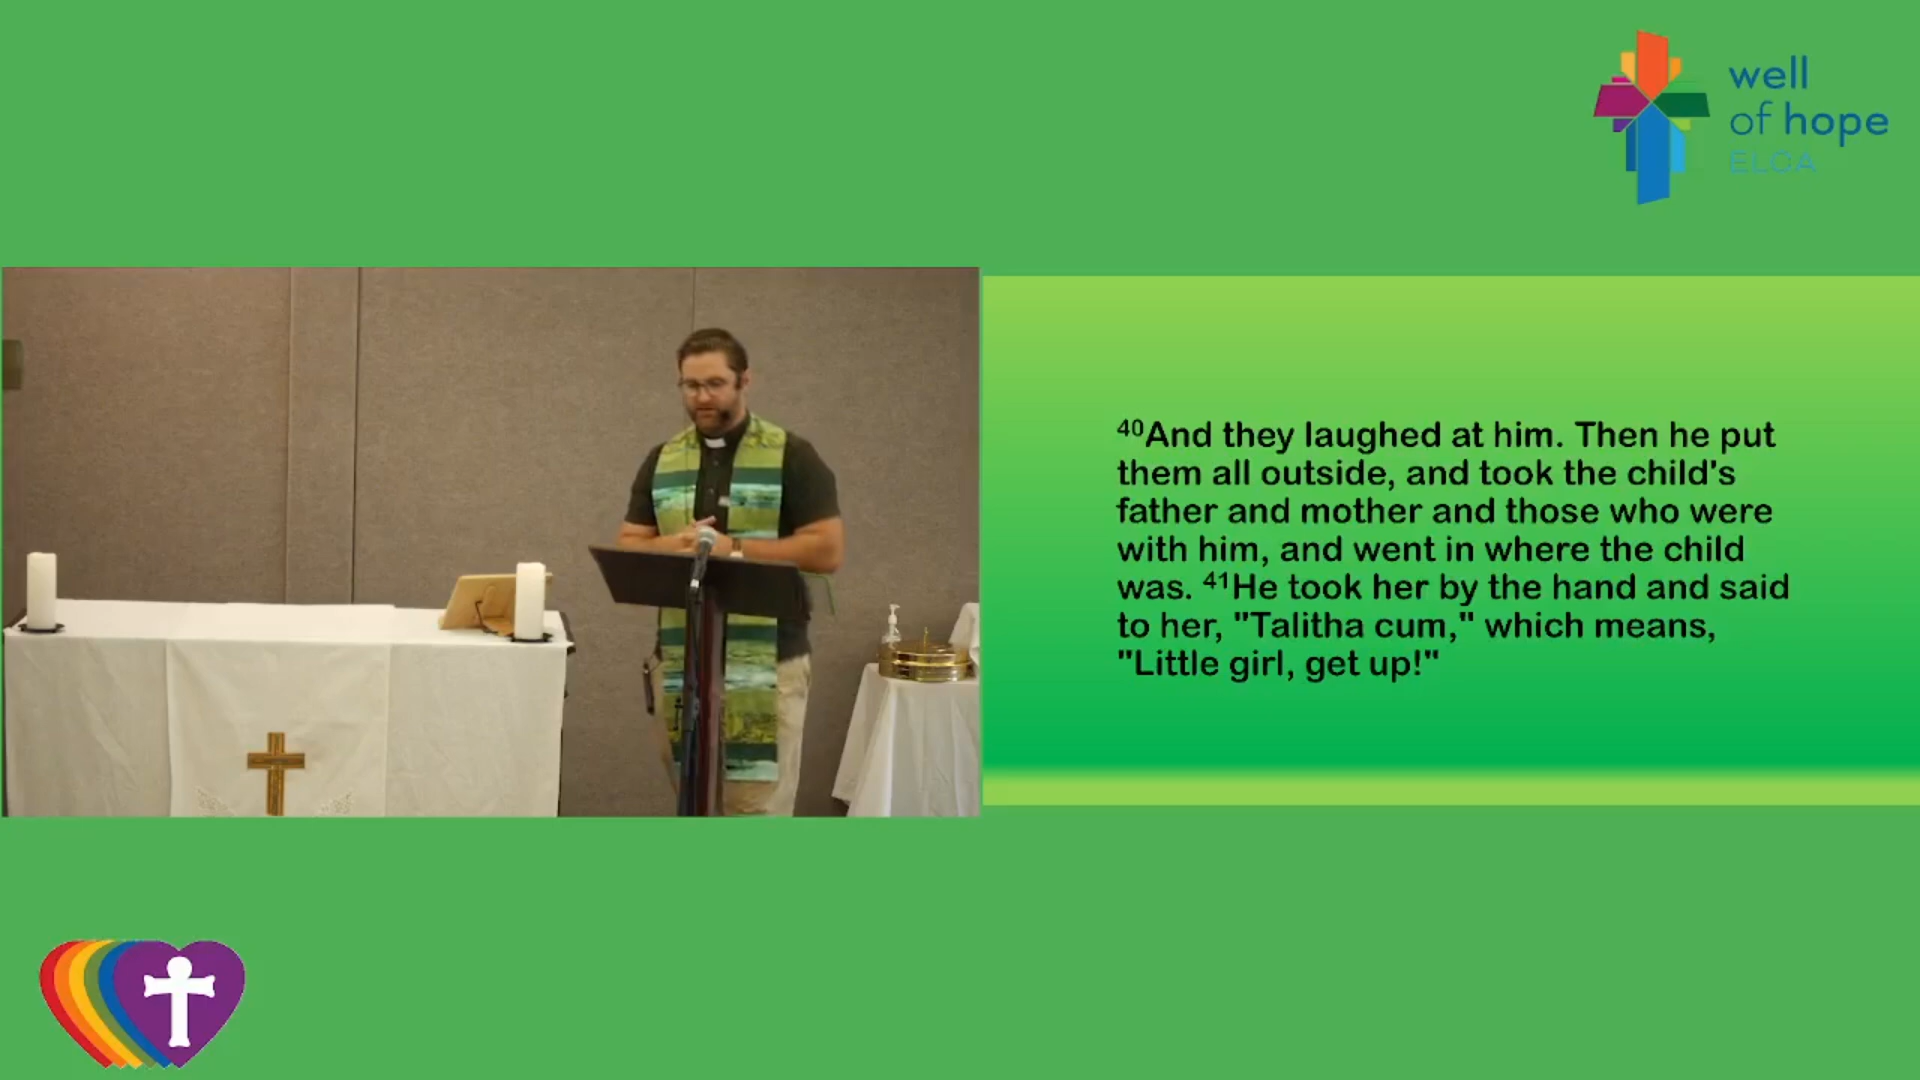 well
of hope
ELCA
⁴⁰And they laughed at him. Then he put
them all outside, and took the child's
father and mother and those who were
with him, and went in where the child
was. ⁴¹He took her by the hand and said
to her, "Talitha cum," which means,
"Little girl, get up!"